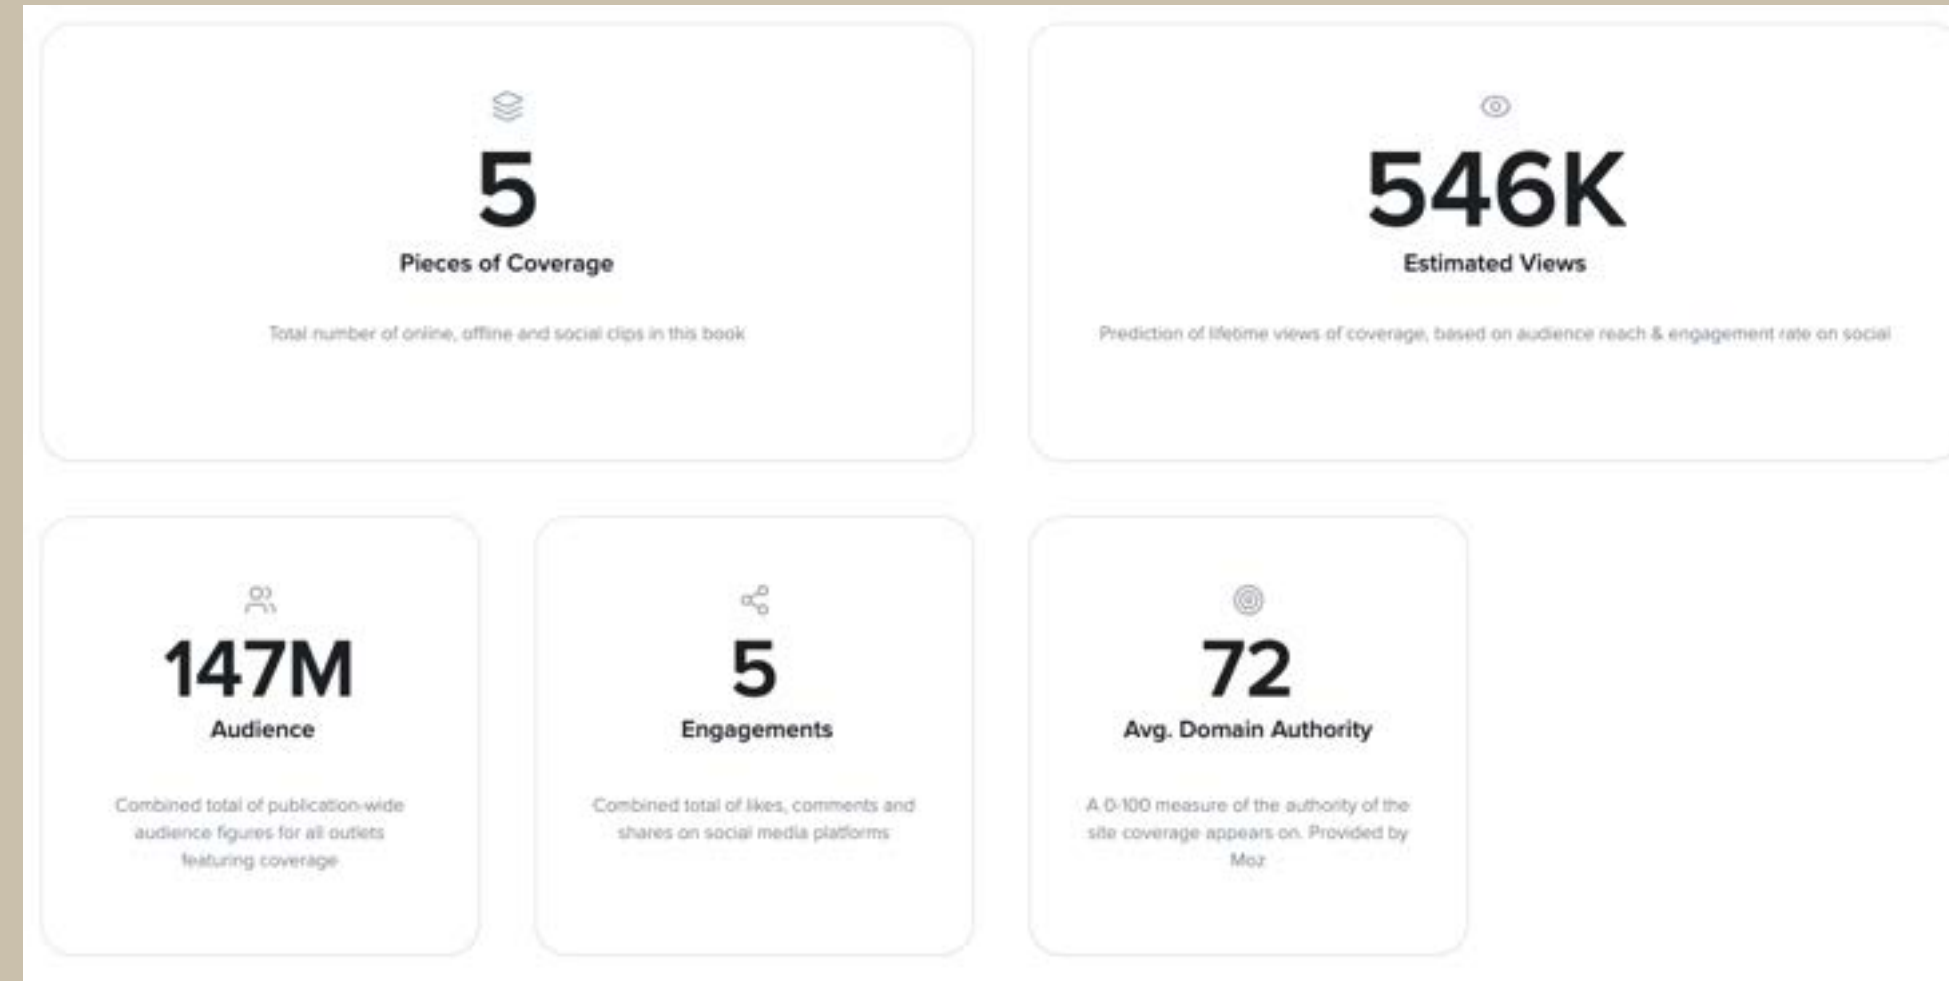 5
Pieces of Coverage
Total number of online, offline and social clips in this book
546K
Estimated Views
Prediction of lifetime views of coverage, based on audience reach & engagement rate on social
147M
Audience
Combined total of publication-wide
audience figures for all outlets
featuring coverage
5
Engagements
Combined total of likes, comments and
shares on social media platforms
72
Avg. Domain Authority
A 0-100 measure of the authority of the
site coverage appears on. Provided by
Moz